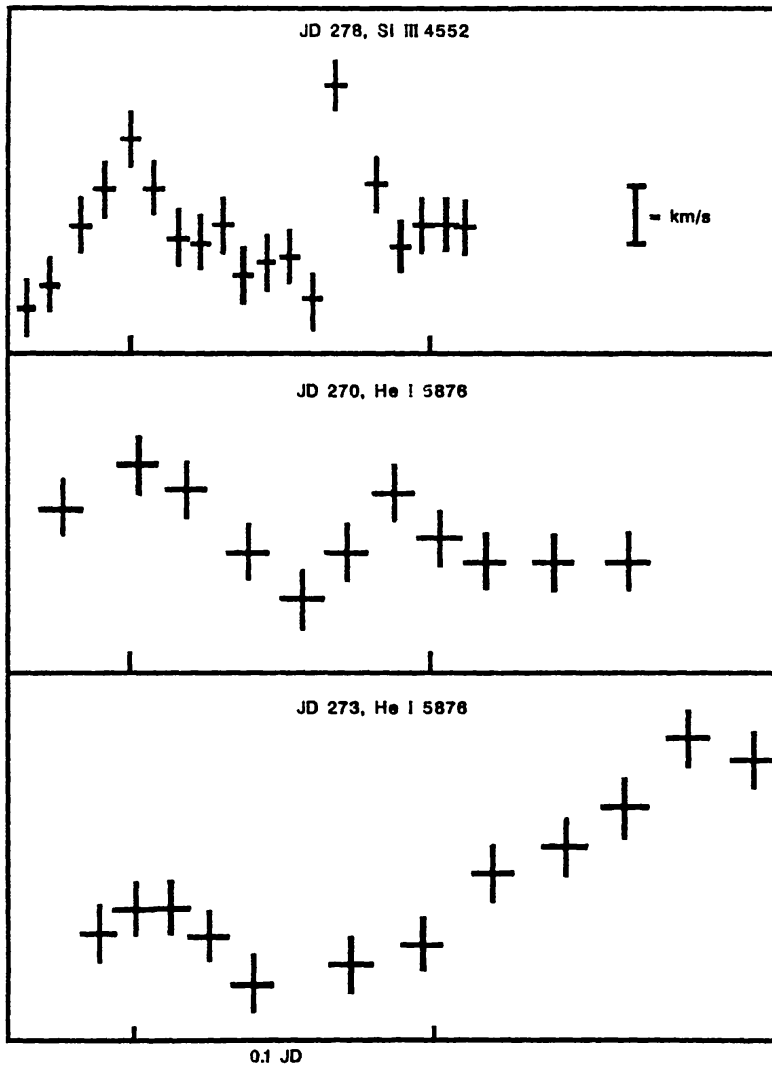 JD 278, Si III 4552
= km/s
JD 270, He I 5876
JD 273, He I 5876
0.1 JD